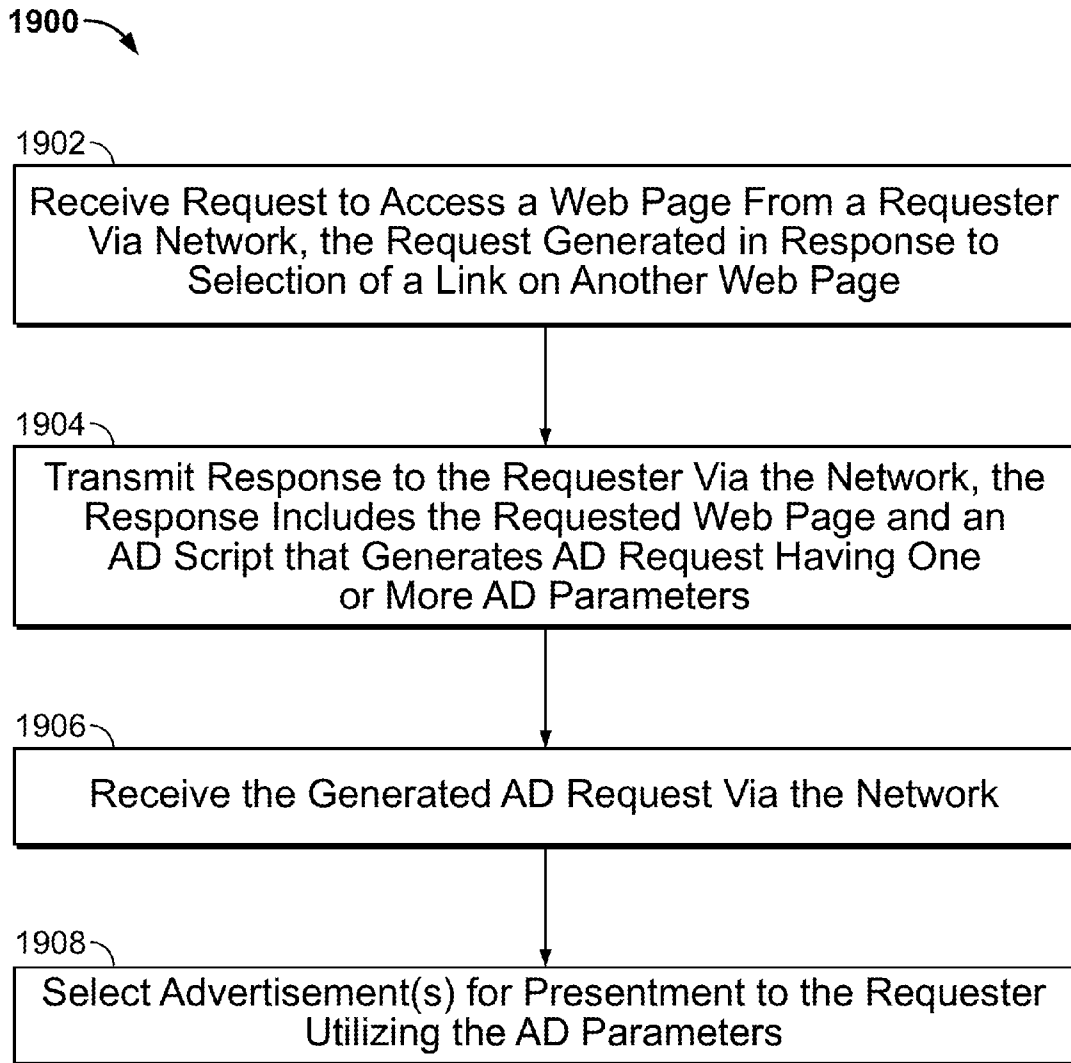 1900
1902
Receive Request to Access a Web Page From a Requester
Via Network, the Request Generated in Response to
Selection of a Link on Another Web Page
1904
Transmit Response to the Requester Via the Network, the
Response Includes the Requested Web Page and an
AD Script that Generates AD Request Having One
or More AD Parameters
1906
Receive the Generated AD Request Via the Network
1908
Select Advertisement(s) for Presentment to the Requester
Utilizing the AD Parameters